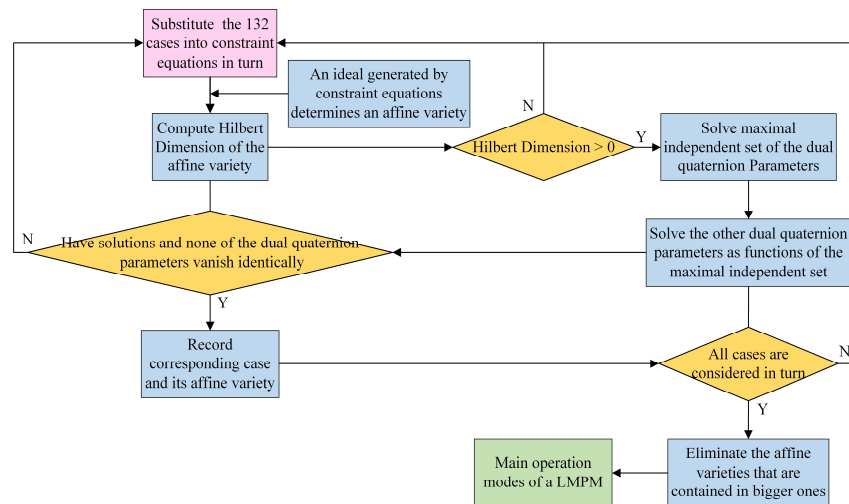 Substitute the 132
cases into constraint
equations in turn
An ideal generated by
constraint equations
determines an affine variety
Compute Hilbert
Dimension of the
affine variety
Hilbert Dimension > 0
N
Y
Solve maximal
independent set of the dual
quaternion Parameters
Solve the other dual quaternion
parameters as functions of the
maximal independent set
N
Have solutions and none of the dual quaternion
parameters vanish identically
Y
Record
corresponding case
and its affine variety
All cases are
considered in turn
N
Y
Eliminate the affine
varieties that are
contained in bigger ones
Main operation
modes of a LMPM